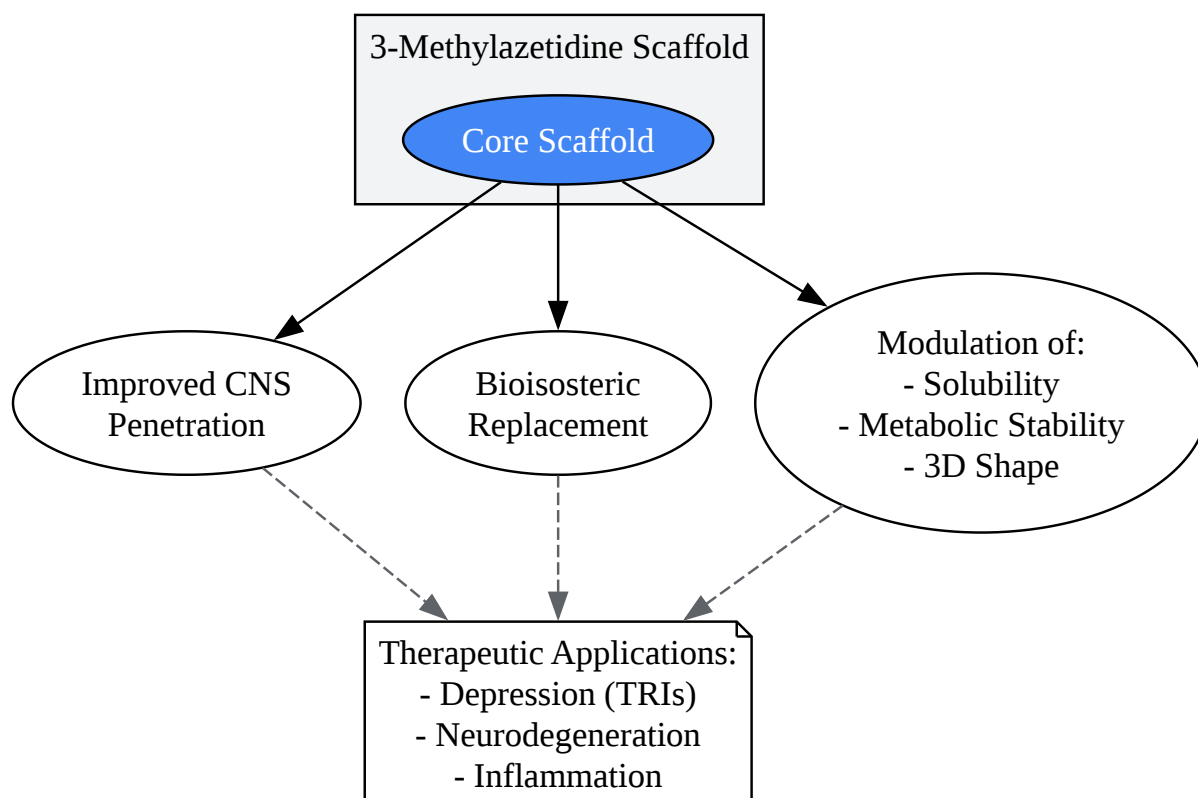 3-Methylazetidine Scaffold
Core Scaffold
Improved CNS
Penetration
Bioisosteric
Replacement
Modulation of:
- Solubility
- Metabolic Stability
- 3D Shape
Therapeutic Applications:
- Depression (TRIs)
- Neurodegeneration
- Inflammation